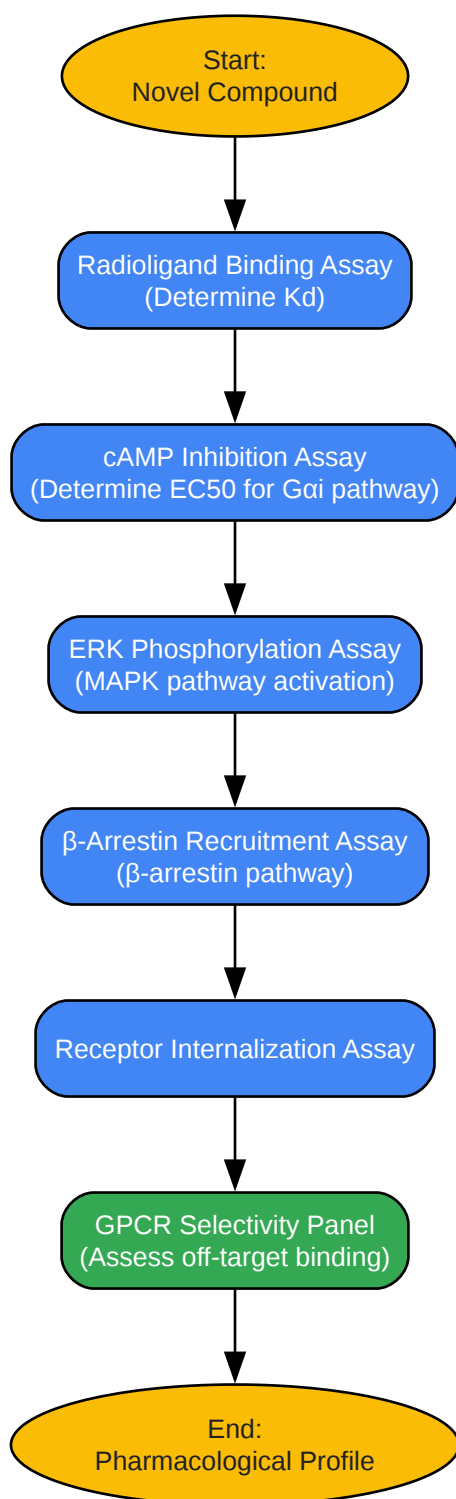 Start:
Novel Compound
Radioligand Binding Assay
(Determine Kd)
cAMP Inhibition Assay
(Determine EC50 for Gαi pathway)
ERK Phosphorylation Assay
(MAPK pathway activation)
β-Arrestin Recruitment Assay
(β-arrestin pathway)
Receptor Internalization Assay
GPCR Selectivity Panel
(Assess off-target binding)
End:
Pharmacological Profile